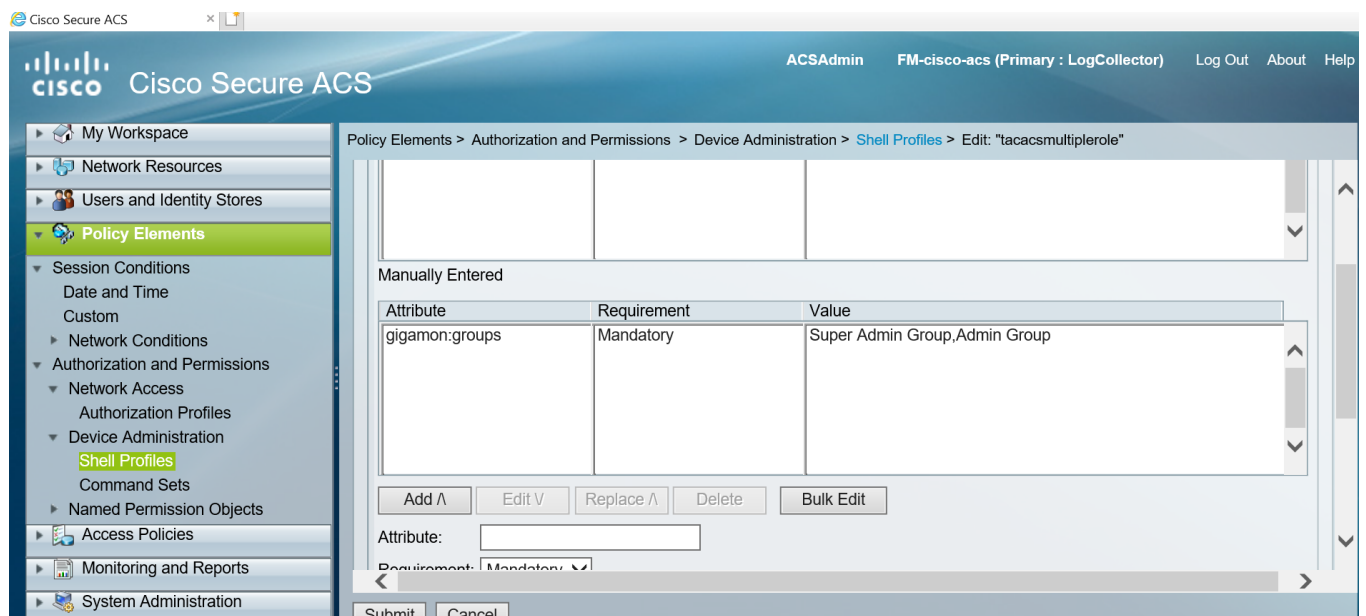 Cisco Secure ACS
ACSAdmin FM-cisco-acs (Primary : LogCollector) Log Out About Help
CISCO Cisco Secure ACS
My Workspace
Network Resources
Users and Identity Stores
Policy Elements
Session Conditions
Date and Time
Custom
Network Conditions
Authorization and Permissions
Network Access
Authorization Profiles
Device Administration
Shell Profiles
Command Sets
Named Permission Objects
Access Policies
Monitoring and Reports
System Administration
Policy Elements > Authorization and Permissions > Device Administration > Shell Profiles > Edit: "tacacsmultiplerole"
Manually Entered
Attribute Requirement Value
gigamon:groups Mandatory Super Admin Group,Admin Group
Add /\ Edit \/ Replace /\ Delete Bulk Edit
Attribute:
Requirement: Mandatory
Submit Cancel